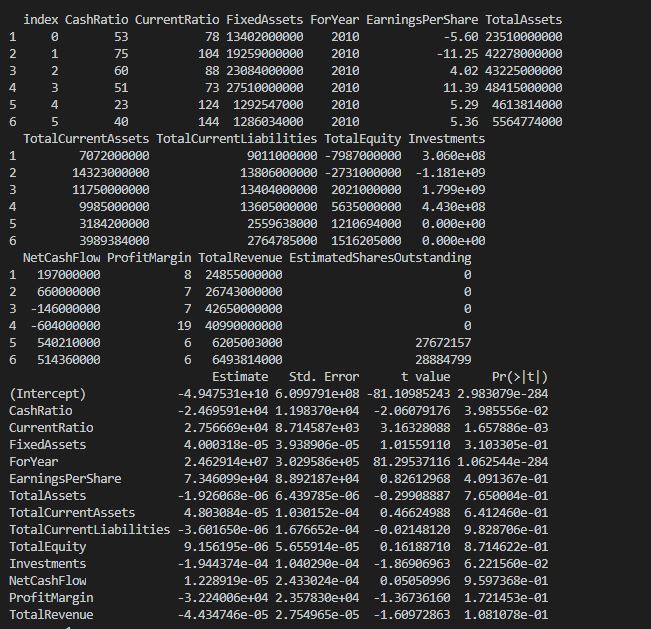 index CashRatio CurrentRatio FixedAssets ForYear EarningsPerShare TotalAssets
1 0 53 78 13402000000 2010 -5.60 23510000000
2 1 75 104 19259000000 2010 -11.25 42278000000
3 2 60 88 23084000000 2010 4.02 43225000000
4 3 51 73 27510000000 2010 11.39 48415000000
5 4 23 124 1292547000 2010 5.29 4613814000
6 5 40 144 1286034000 2010 5.36 5564774000
TotalCurrentAssets TotalCurrentLiabilities TotalEquity Investments
1 7072000000 9011000000 -7987000000 3.060e+08
2 14323000000 13806000000 -2731000000 -1.181e+09
3 11750000000 13404000000 2021000000 1.799e+09
4 9985000000 13605000000 5635000000 4.430e+08
5 3184200000 2559638000 1210694000 0.000e+00
6 3989384000 2764785000 1516205000 0.000e+00
NetCashFlow ProfitMargin TotalRevenue EstimatedSharesOutstanding
1 197000000 8 24855000000 0
2 660000000 7 26743000000 0
3 -146000000 7 42650000000 0
4 -604000000 19 40990000000 0
5 540210000 6 6205003000 27672157
6 514360000 6 6493814000 28884799
Estimate Std. Error t value Pr(>|t|)
(Intercept) -4.947531e+10 6.099791e+08 -81.10985243 2.983079e-284
CashRatio -2.469591e+04 1.198370e+04 -2.06079176 3.985556e-02
CurrentRatio 2.756669e+04 8.714587e+03 3.16328088 1.657886e-03
FixedAssets 4.000318e-05 3.938906e-05 1.01559110 3.103305e-01
ForYear 2.462914e+07 3.029586e+05 81.29537116 1.062544e-284
EarningsPerShare 7.346099e+04 8.892187e+04 0.82612968 4.091367e-01
TotalAssets -1.926068e-06 6.439785e-06 -0.29908887 7.650004e-01
TotalCurrentAssets 4.803084e-05 1.030152e-04 0.46624988 6.412460e-01
TotalCurrentLiabilities -3.601650e-06 1.676652e-04 -0.02148120 9.828706e-01
TotalEquity 9.156195e-06 5.655914e-05 0.16188710 8.714622e-01
Investments -1.944374e-04 1.040290e-04 -1.86906963 6.221560e-02
NetCashFlow 1.228919e-05 2.433024e-04 0.05050996 9.597368e-01
ProfitMargin -3.224006e+04 2.357830e+04 -1.36736160 1.721453e-01
TotalRevenue -4.434746e-05 2.754965e-05 -1.60972863 1.081078e-01